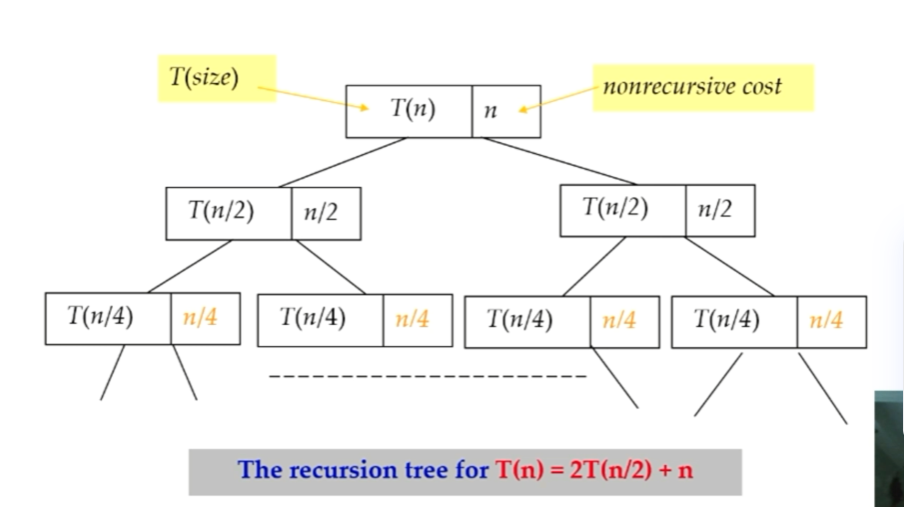 T(size)
nonrecursive cost
T(n) n
T(n/2) n/2
T(n/2) n/2
T(n/4) n/4
T(n/4) n/4
T(n/4) n/4
T(n/4) n/4
The recursion tree for T(n) = 2T(n/2) + n